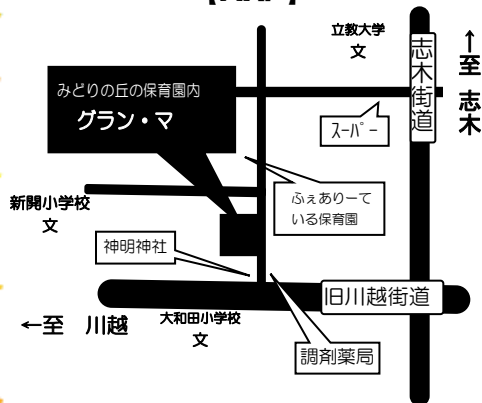 立教大学
文
志木街道
↑至 志木
みどりの丘の保育園内
グラン・マ
スーパー
新開小学校
文
ふぇありーて
いる保育園
神明神社
旧川越街道
←至 川越
大和田小学校
文
調剤薬局